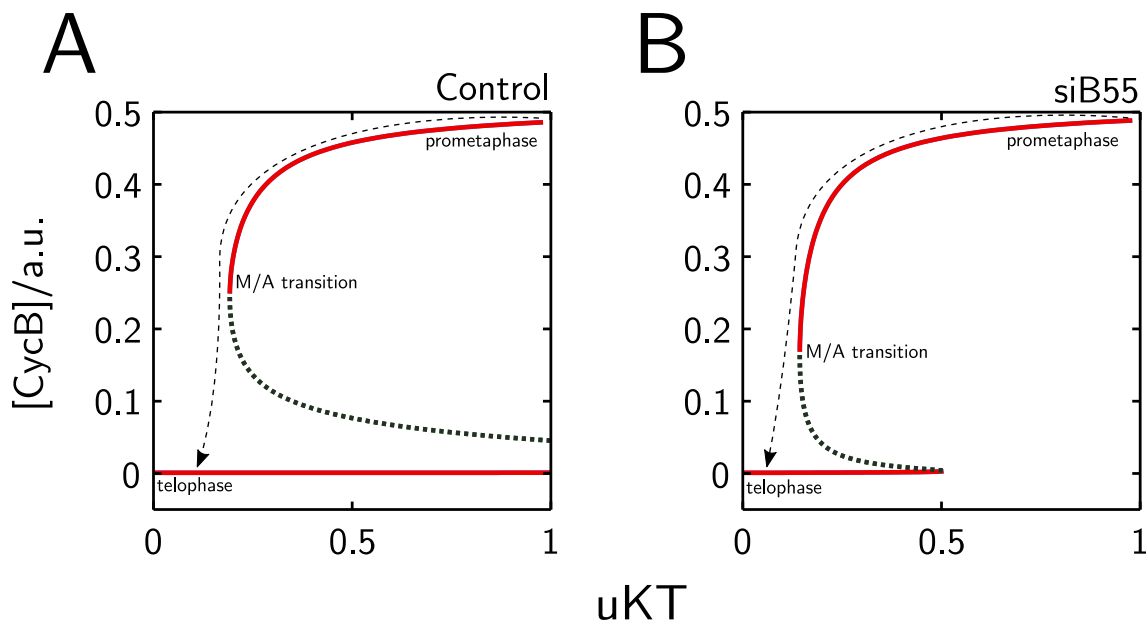 A
Control
0.5
0.4
0.3
0.2
0.1
0
[CycB]/a.u.
prometaphase
M/A transition
telophase
0
0.5
1
B
siB55
prometaphase
M/A transition
telophase
0
0.5
1
uKT